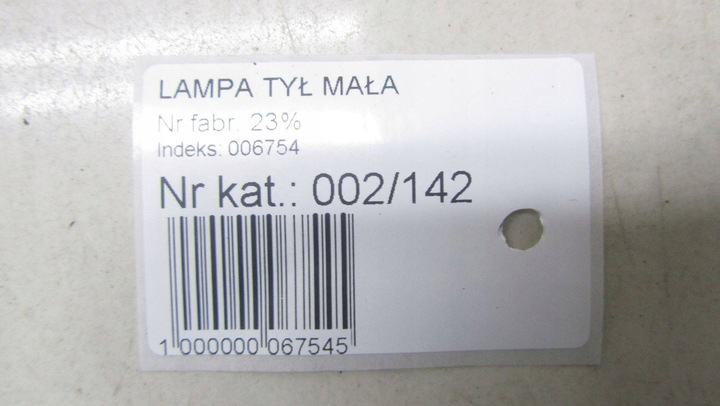 LAMPA TYŁ MAŁA
Nr fabr. 23%
Indeks: 006754
Nr kat.: 002/142
1 000000 067545